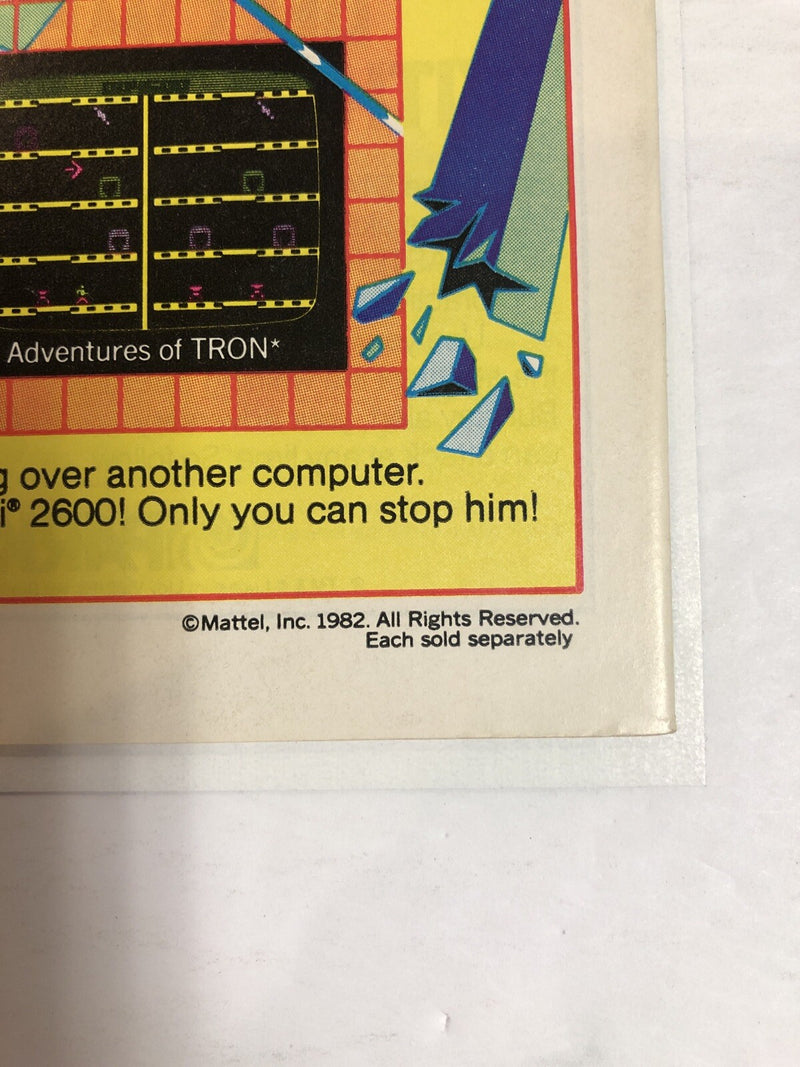 Adventures of TRON*
g over another computer.
i® 2600! Only you can stop him!
©Mattel, Inc. 1982. All Rights Reserved.
Each sold separately